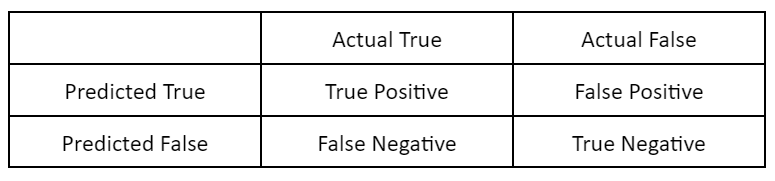 Actual True Actual False
Predicted True True Positive False Positive
Predicted False False Negative True Negative